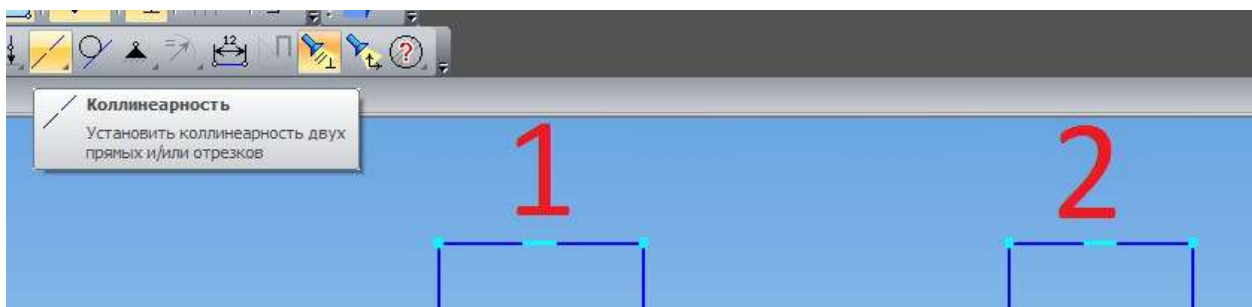 12
?
Коллинеарность
Установить коллинеарность двух
прямых и/или отрезков
1
2